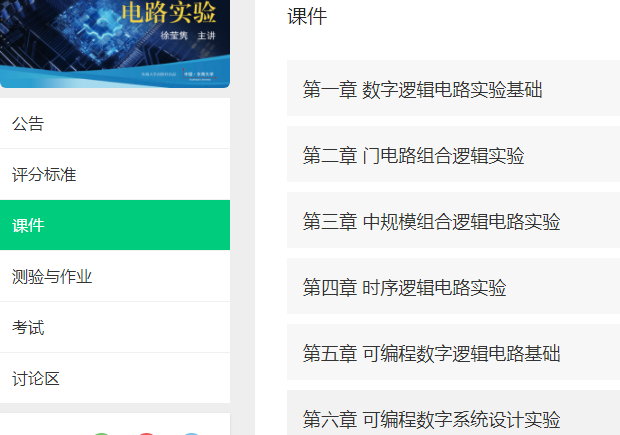 电路实验
徐莹隽 主讲
公告
评分标准
课件
测验与作业
考试
讨论区
课件
第一章 数字逻辑电路实验基础
第二章 门电路组合逻辑实验
第三章 中规模组合逻辑电路实验
第四章 时序逻辑电路实验
第五章 可编程数字逻辑电路基础
第六章 可编程数字系统设计实验